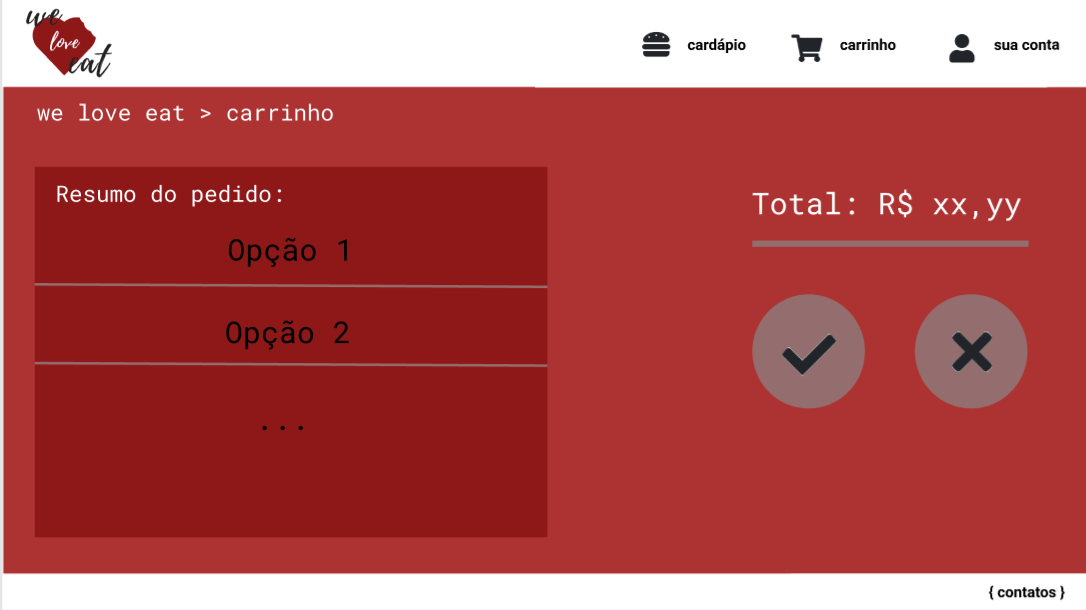 we
love
eat
cardápio
carrinho
sua conta
we love eat > carrinho
Resumo do pedido:
Opção 1
Opção 2
...
Total: R$ xx,yy
{ contatos }